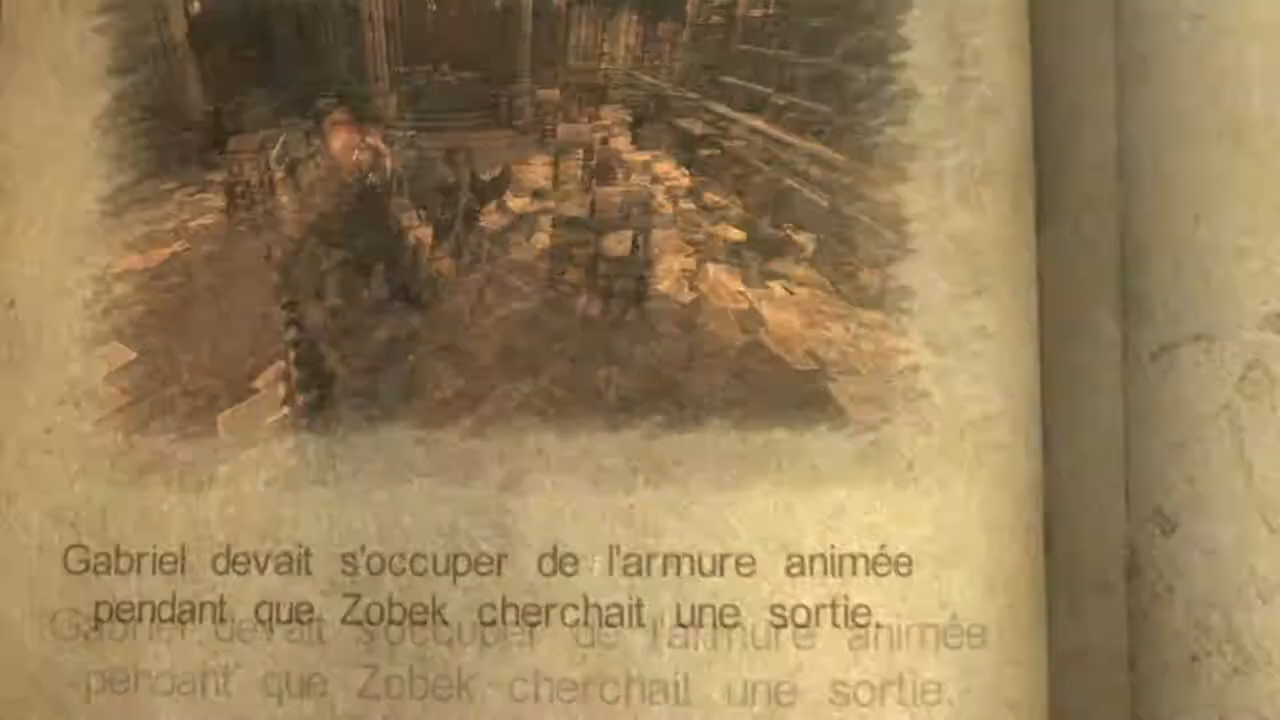 Gabriel devait s'occuper de l'armure animée
pendant que Zobek cherchait une sortie.
Gabriel devait s'occuper de l'armure animée
pendant que Zobek cherchait une sortie.